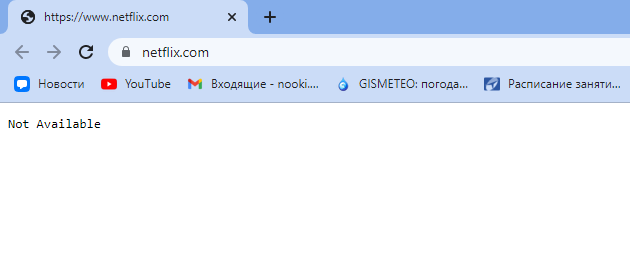 https://www.netflix.com
netflix.com
Новости YouTube Входящие - nooki.... GISMETEO: погода... Расписание заняти...
Not Available